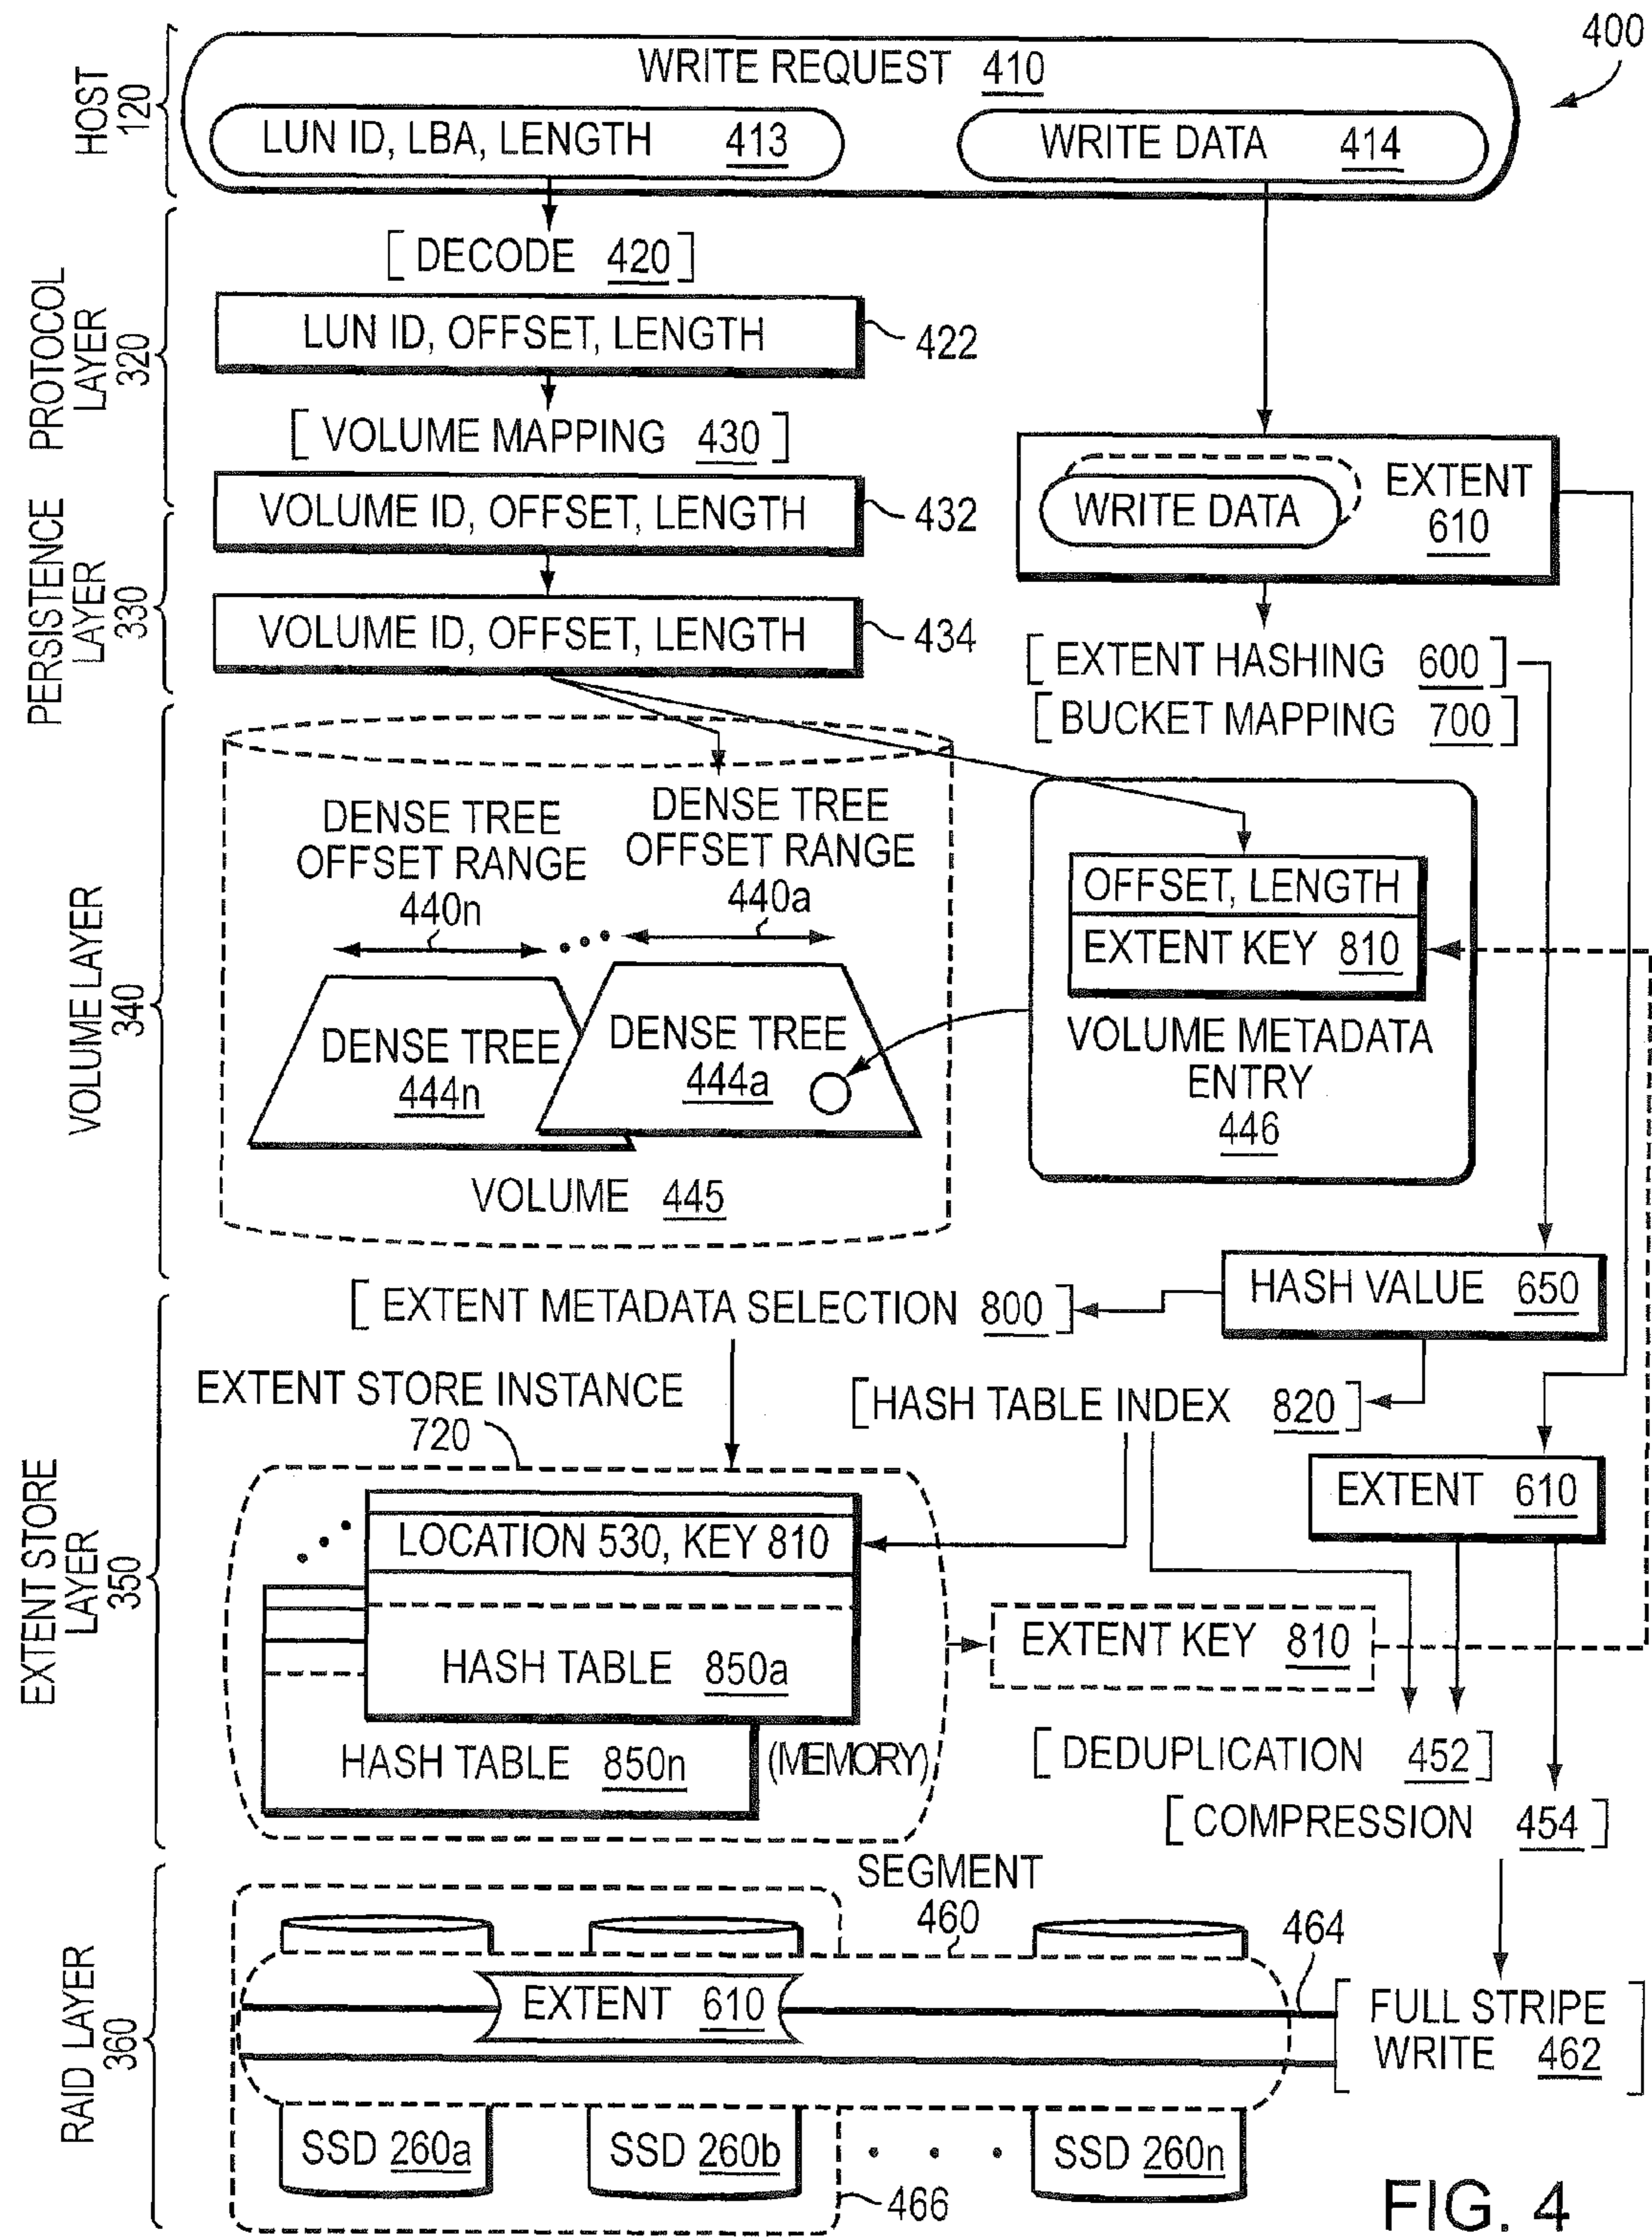 400
HOST
120
WRITE REQUEST 410
LUN ID, LBA, LENGTH 413
WRITE DATA 414
PROTOCOL
LAYER
320
[ DECODE 420 ]
LUN ID, OFFSET, LENGTH
422
[ VOLUME MAPPING 430 ]
VOLUME ID, OFFSET, LENGTH
432
WRITE DATA
EXTENT
610
PERSISTENCE
LAYER
330
VOLUME ID, OFFSET, LENGTH
434
[ EXTENT HASHING 600 ]
[ BUCKET MAPPING 700 ]
VOLUME LAYER
340
DENSE TREE
OFFSET RANGE
440n
DENSE TREE
OFFSET RANGE
440a
DENSE TREE
444n
DENSE TREE
444a
VOLUME 445
OFFSET, LENGTH
EXTENT KEY 810
VOLUME METADATA
ENTRY
446
HASH VALUE 650
EXTENT STORE
LAYER
350
[ EXTENT METADATA SELECTION 800 ]
EXTENT STORE INSTANCE
720
[ HASH TABLE INDEX 820 ]
EXTENT 610
LOCATION 530, KEY 810
HASH TABLE 850a
HASH TABLE 850n
(MEMORY)
EXTENT KEY 810
[ DEDUPLICATION 452 ]
[ COMPRESSION 454 ]
RAID LAYER
360
SEGMENT
460
464
EXTENT 610
[ FULL STRIPE
WRITE 462 ]
SSD 260a
SSD 260b
. . .
SSD 260n
466
FIG. 4